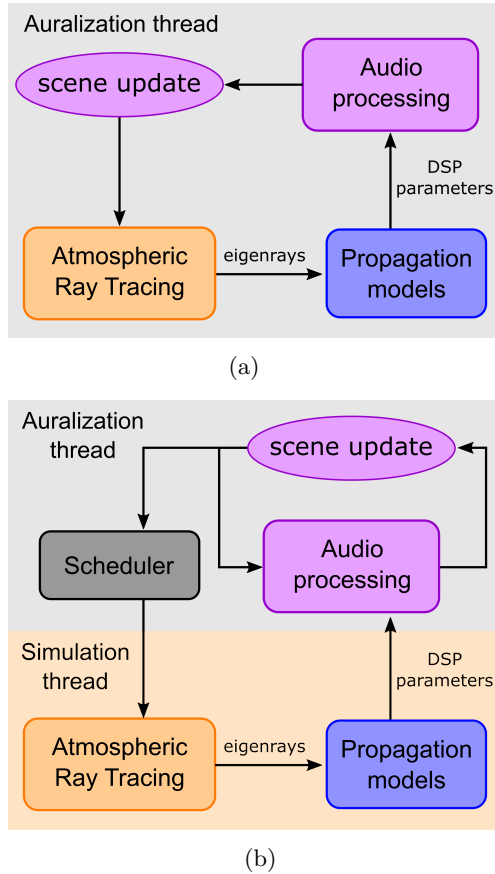 Auralization thread
scene update
Audio
processing
DSP
parameters
Atmospheric
Ray Tracing
eigenrays
Propagation
models
(a)
Auralization
thread
scene update
Scheduler
Audio
processing
Simulation
thread
DSP
parameters
Atmospheric
Ray Tracing
eigenrays
Propagation
models
(b)